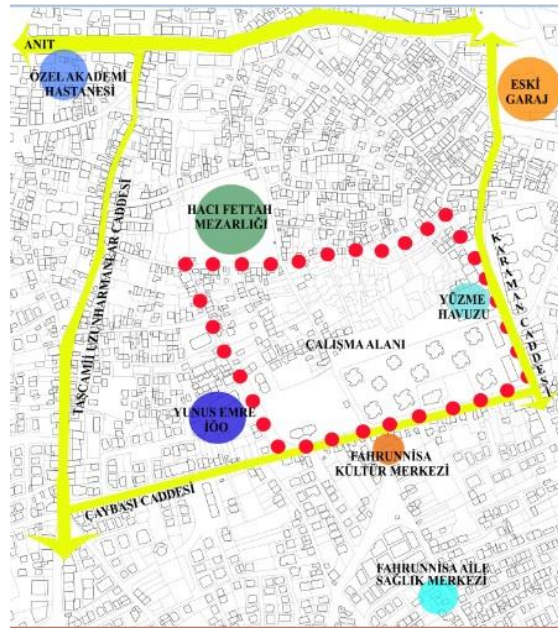 ANIT
ÖZEL AKADEMİ
HASTANESİ
ESKİ
GARAJ
TAŞCAMİİ UZUNHARMANLAR CADDESİ
HACI FETTAH
MEZARLIĞI
KARAMAN CADDESİ
YÜZME
HAVUZU
ÇALIŞMA ALANI
YUNUS EMRE
İÖO
FAHRUNNİSA
KÜLTÜR MERKEZİ
ÇAYBAŞI CADDESİ
FAHRUNNİSA AİLE
SAĞLIK MERKEZİ